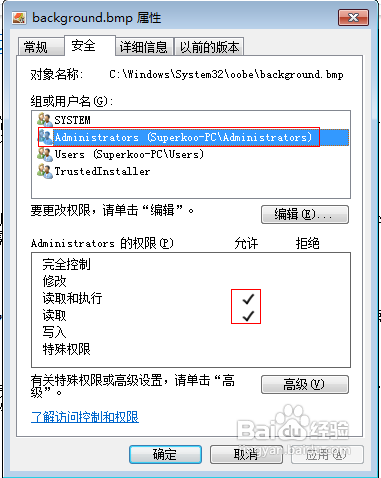 background.bmp 属性
常规 安全 详细信息 以前的版本
对象名称: C:\Windows\System32\oobe\background.bmp
组或用户名(G):
SYSTEM
Administrators (Superkoo-PC\Administrators)
Users (Superkoo-PC\Users)
TrustedInstaller
要更改权限，请单击“编辑”。 编辑(E)...
Administrators 的权限(P) 允许 拒绝
完全控制
修改
读取和执行
读取
写入
特殊权限
有关特殊权限或高级设置，请单击“高
级”。 高级(V)
了解访问控制和权限
确定 取消 应用(A)
Baidu经验
jingyan.baidu.com